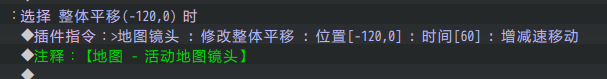 ：选择 整体平移(-120,0) 时
◆插件指令：>地图镜头 : 修改整体平移 : 位置[-120,0] : 时间[60] : 增减速移动
◆注释：【地图 - 活动地图镜头】
◆